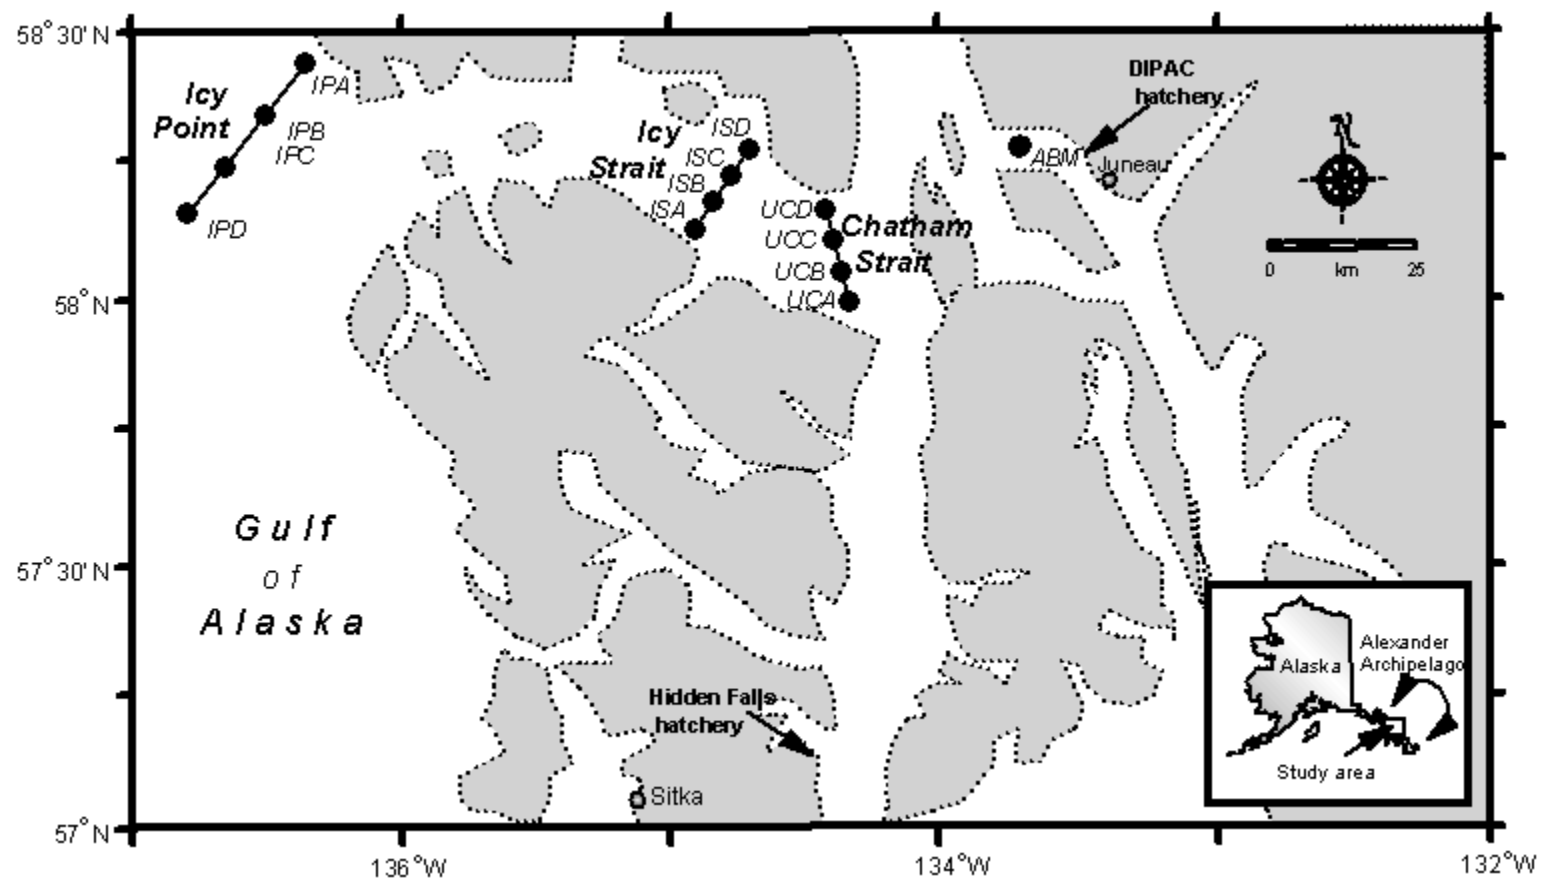 58°30'N
DIPAC
hatchery
Icy
Point
IPA
IPB
IPC
IPD
Icy
Strait
ISD
ISC
ISB
ISA
ABM
Juneau
N
UCD
UCC
UCB
UCA
Chatham
Strait
0 km 25
58°N
Gulf
of
Alaska
57°30'N
Alaska
Alexander
Archipelago
Study area
Hidden Falls
hatchery
Sitka
57°N
136°W
134°W
132°W